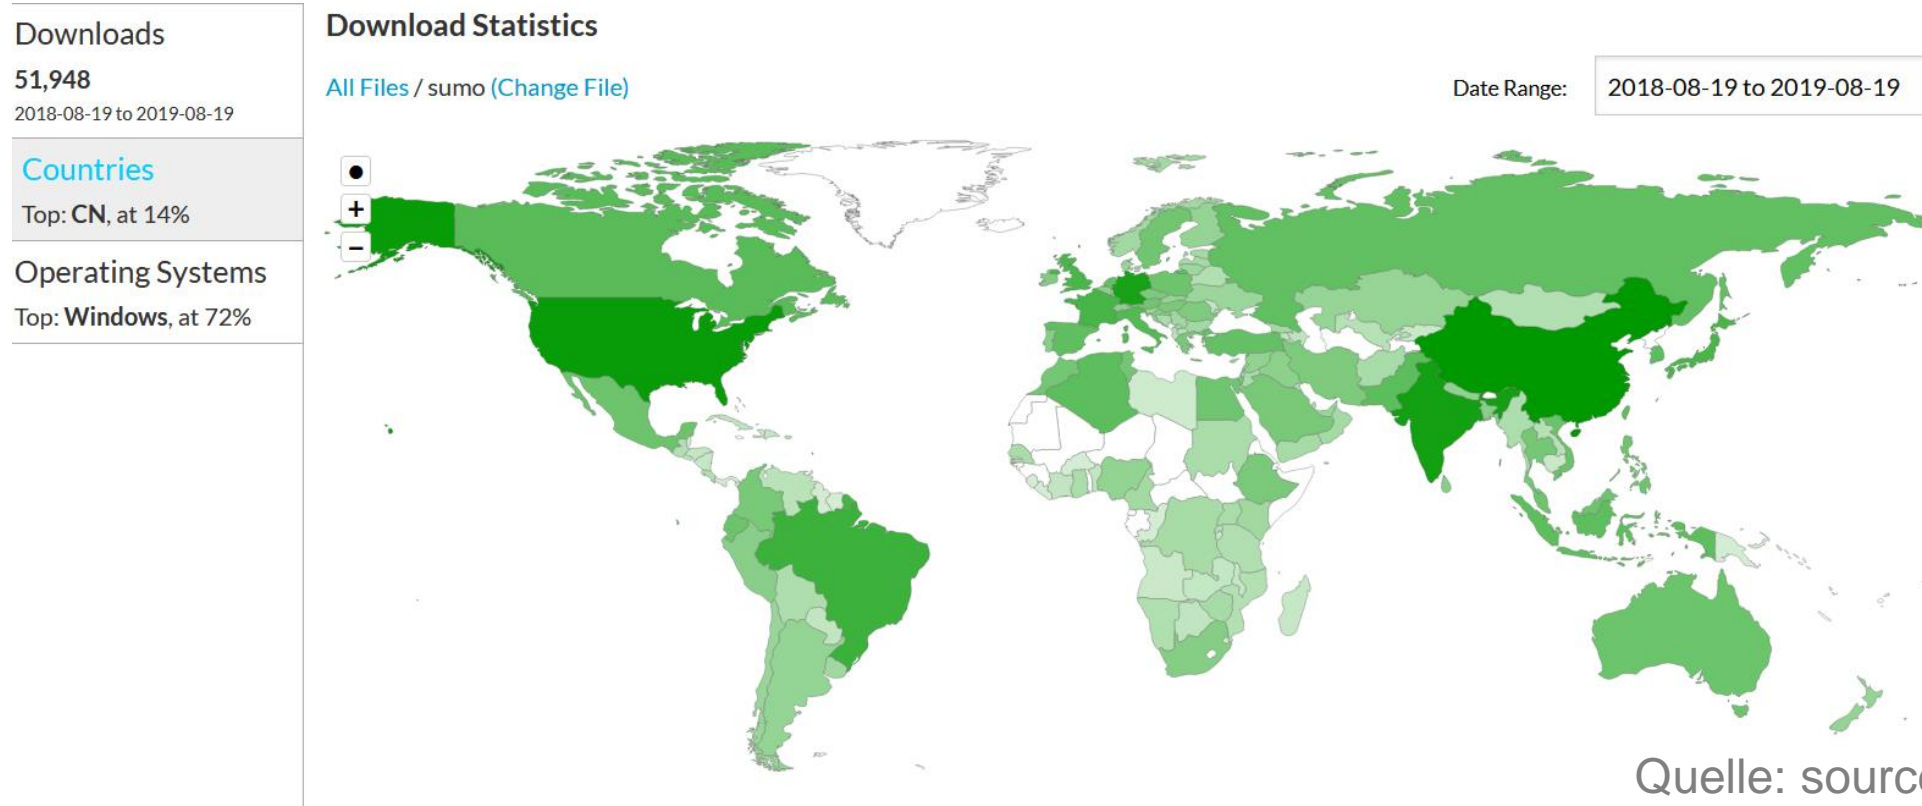 Downloads
51,948
2018-08-19 to 2019-08-19
Countries
Top: CN, at 14%
Operating Systems
Top: Windows, at 72%
Download Statistics
All Files / sumo (Change File)
Date Range:
2018-08-19 to 2019-08-19
+
−
Quelle: